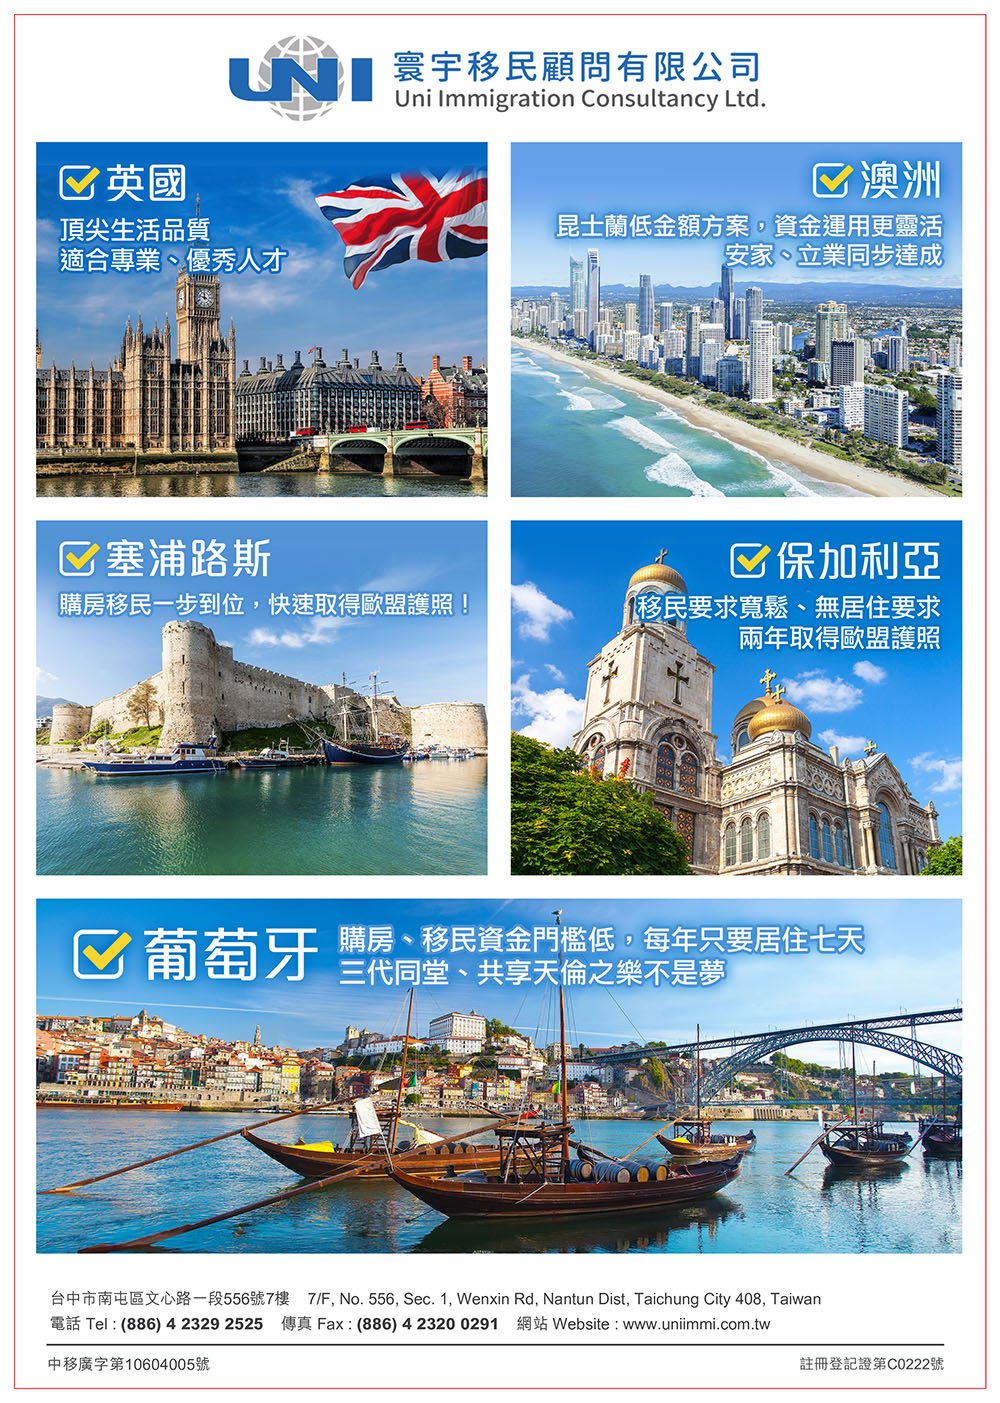 UNI 寰宇移民顧問有限公司
Uni Immigration Consultancy Ltd.
英國
頂尖生活品質
適合專業、優秀人才
澳洲
昆士蘭低金額方案，資金運用更靈活
安家、立業同步達成
塞浦路斯
購房移民一步到位，快速取得歐盟護照！
保加利亞
移民要求寬鬆、無居住要求
兩年取得歐盟護照
葡萄牙
購房、移民資金門檻低，每年只要居住七天
三代同堂、共享天倫之樂不是夢
台中市南屯區文心路一段556號7樓 7/F, No. 556, Sec. 1, Wenxin Rd, Nantun Dist, Taichung City 408, Taiwan
電話 Tel : (886) 4 2329 2525 傳真 Fax : (886) 4 2320 0291 網站 Website : www.uniimmi.com.tw
中移廣字第10604005號 註冊登記證第C0222號